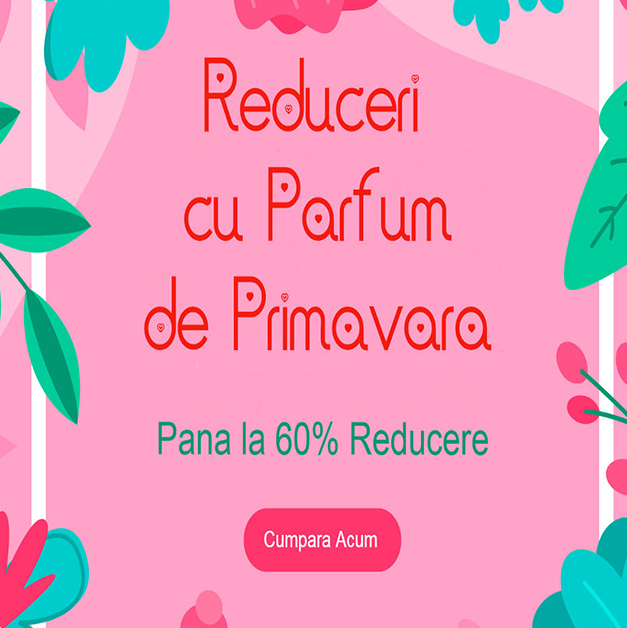 Reduceri
cu Parfum
de Primavara
Pana la 60% Reducere
Cumpara Acum